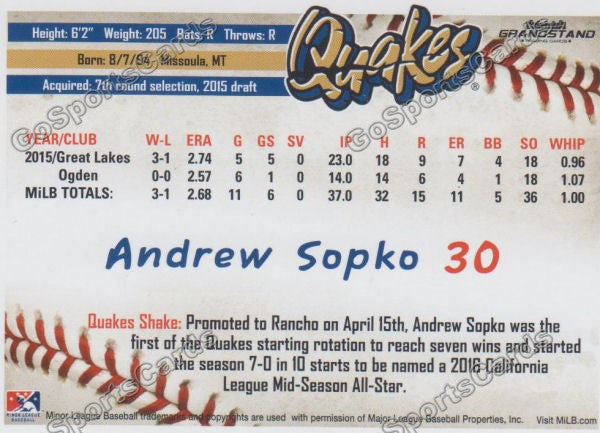 Height: 6'2" Weight: 205 Bats: R Throws: R
Born: 8/7/94 Missoula, MT
Acquired: 7th round selection, 2015 draft
Quakes
Grandstand
TRADING CARDS
YEAR/CLUB W-L ERA G GS SV IP H R ER BB SO WHIP
2015/Great Lakes 3-1 2.74 5 5 0 23.0 18 9 7 4 18 0.96
Ogden 0-0 2.57 6 1 0 14.0 14 6 4 1 18 1.07
MiLB TOTALS: 3-1 2.68 11 6 0 37.0 32 15 11 5 36 1.00
Andrew Sopko 30
Quakes Shake: Promoted to Rancho on April 15th, Andrew Sopko was the
first of the Quakes starting rotation to reach seven wins and started
the season 7-0 in 10 starts to be named a 2016 California
League Mid-Season All-Star.
MINOR LEAGUE
BASEBALL
Minor League Baseball trademarks and copyrights are used with permission of Major League Baseball Properties, Inc. Visit MiLB.com
GoSportsCards